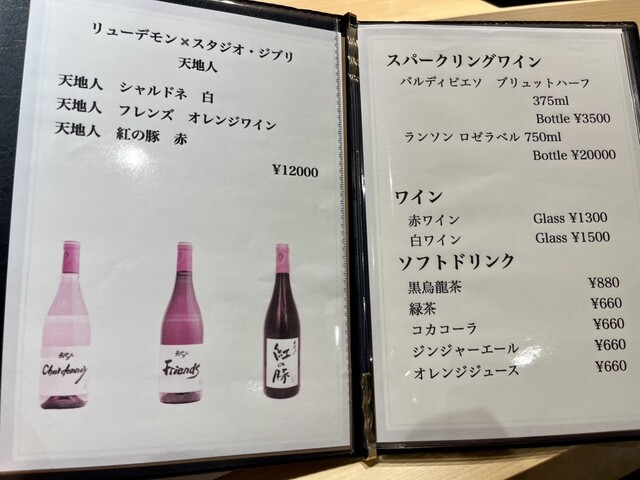 リューデモン×スタジオ・ジブリ
天地人
天地人 シャルドネ 白
天地人 フレンズ オレンジワイン
天地人 紅の豚 赤
¥12000
Chardonnay
Friends
紅の豚
スパークリングワイン
バルディビエソ ブリュットハーフ
375ml
Bottle ¥3500
ランソン ロゼラベル 750ml
Bottle ¥20000
ワイン
赤ワイン Glass ¥1300
白ワイン Glass ¥1500
ソフトドリンク
黒烏龍茶 ¥880
緑茶 ¥660
コカコーラ ¥660
ジンジャーエール ¥660
オレンジジュース ¥660